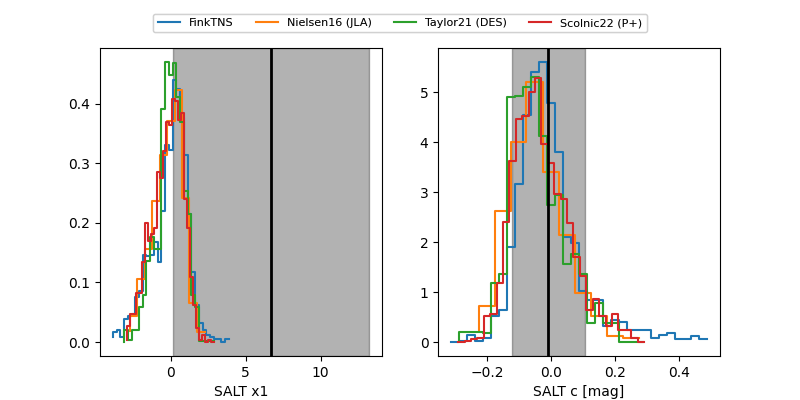 FinkTNS Nielsen16 (JLA) Taylor21 (DES) Scolnic22 (P+)
0.4
0.3
0.2
0.1
0.0
0 5 10
SALT x1
5
4
3
2
1
0
−0.2 0.0 0.2 0.4
SALT c [mag]